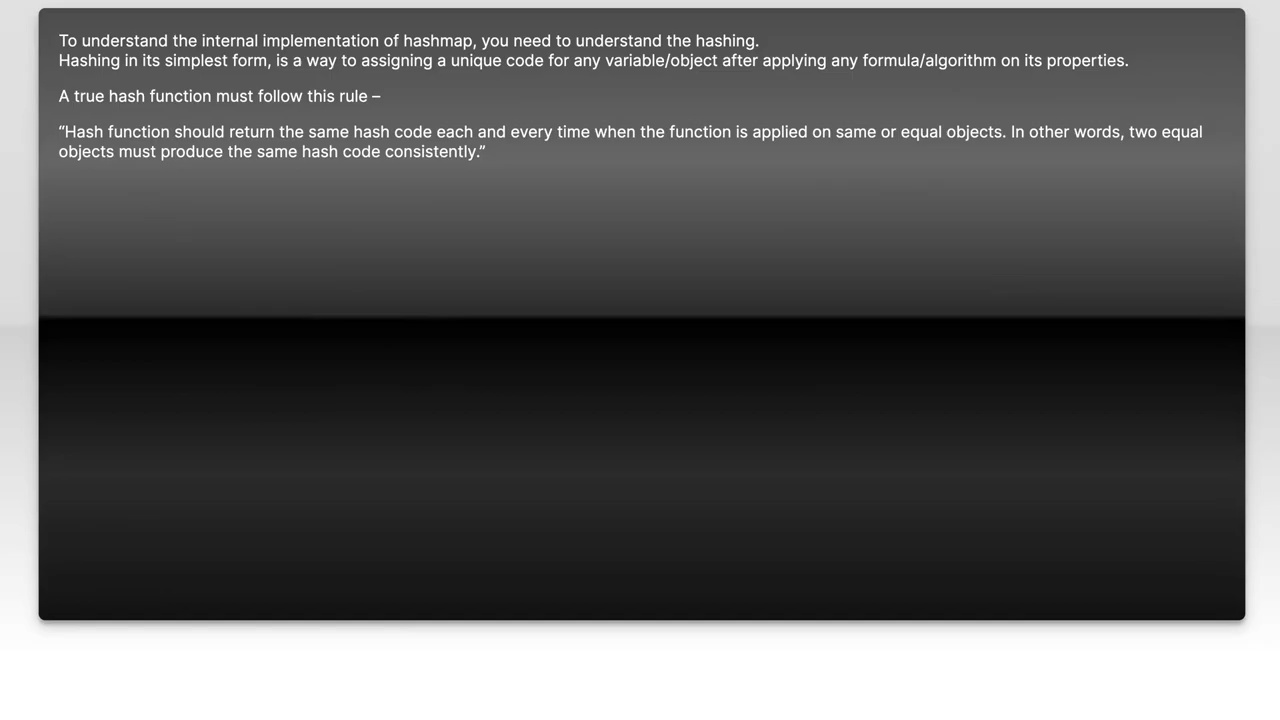 To understand the internal implementation of hashmap, you need to understand the hashing.
Hashing in its simplest form, is a way to assigning a unique code for any variable/object after applying any formula/algorithm on its properties.
A true hash function must follow this rule –
“Hash function should return the same hash code each and every time when the function is applied on same or equal objects. In other words, two equal
objects must produce the same hash code consistently.”